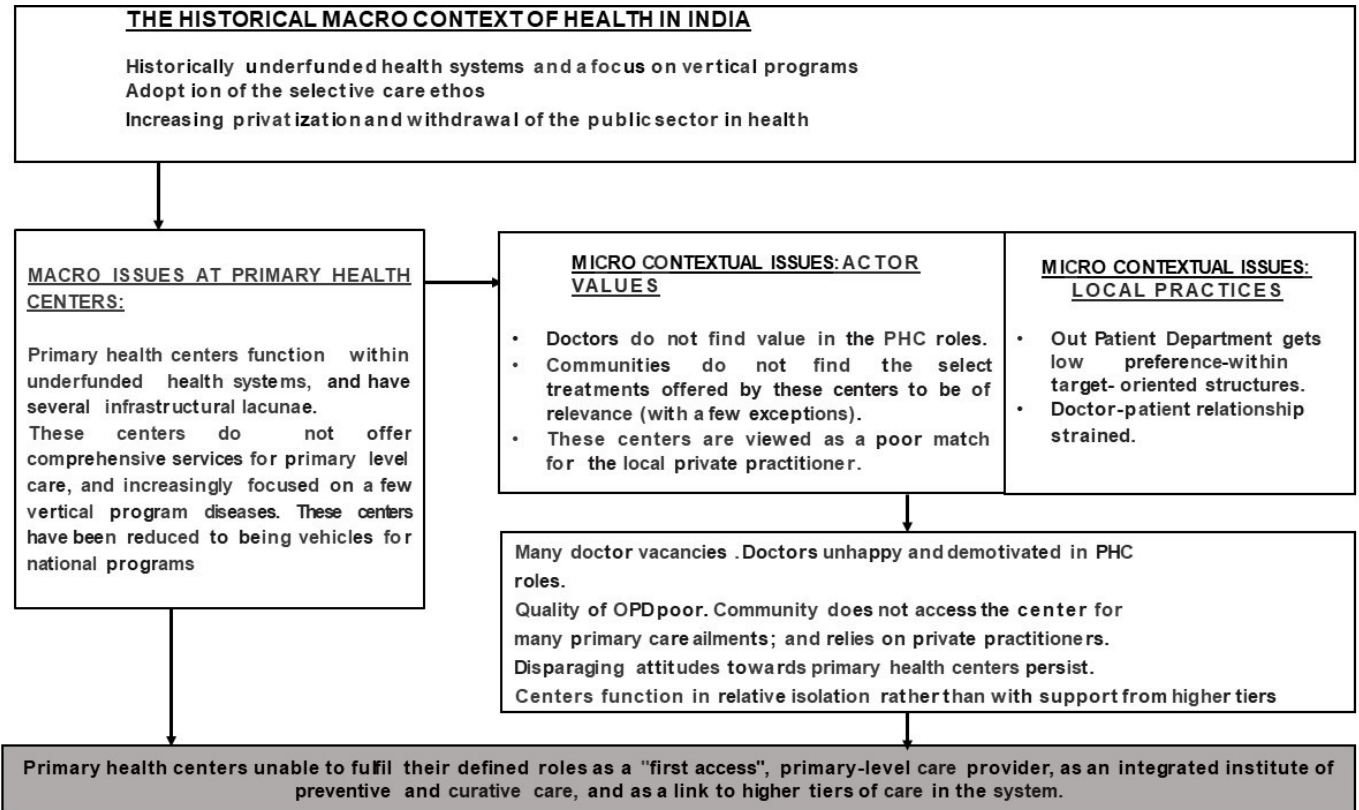 THE HISTORICAL MACRO CONTEXT OF HEALTH IN INDIA
Historically underfunded health systems and a focus on vertical programs
Adoption of the selective care ethos
Increasing privatization and withdrawal of the public sector in health
MACRO ISSUES AT PRIMARY HEALTH
CENTERS:
Primary health centers function within
underfunded health systems, and have
several infrastructural lacunae.
These centers do not offer
comprehensive services for primary level
care, and increasingly focused on a few
vertical program diseases. These centers
have been reduced to being vehicles for
national programs
MICRO CONTEXTUAL ISSUES: ACTOR
VALUES
• Doctors do not find value in the PHC roles.
• Communities do not find the select
treatments offered by these centers to be of
relevance (with a few exceptions).
• These centers are viewed as a poor match
for the local private practitioner.
MICRO CONTEXTUAL ISSUES:
LOCAL PRACTICES
• Out Patient Department gets
low preference-within
target- oriented structures.
• Doctor-patient relationship
strained.
Many doctor vacancies . Doctors unhappy and demotivated in PHC
roles.
Quality of OPD poor. Community does not access the center for
many primary care ailments; and relies on private practitioners.
Disparaging attitudes towards primary health centers persist.
Centers function in relative isolation rather than with support from higher tiers
Primary health centers unable to fulfil their defined roles as a "first access", primary-level care provider, as an integrated institute of
preventive and curative care, and as a link to higher tiers of care in the system.